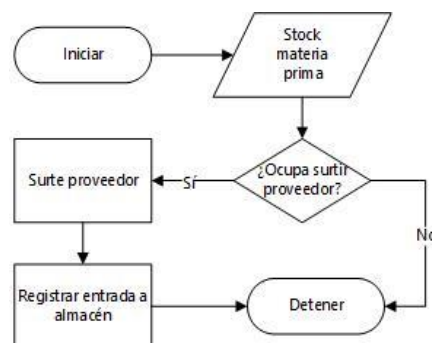 Iniciar
Stock
materia
prima
¿Ocupa surtir
proveedor?
Sí
Surte proveedor
No
Registrar entrada a
almacén
Detener